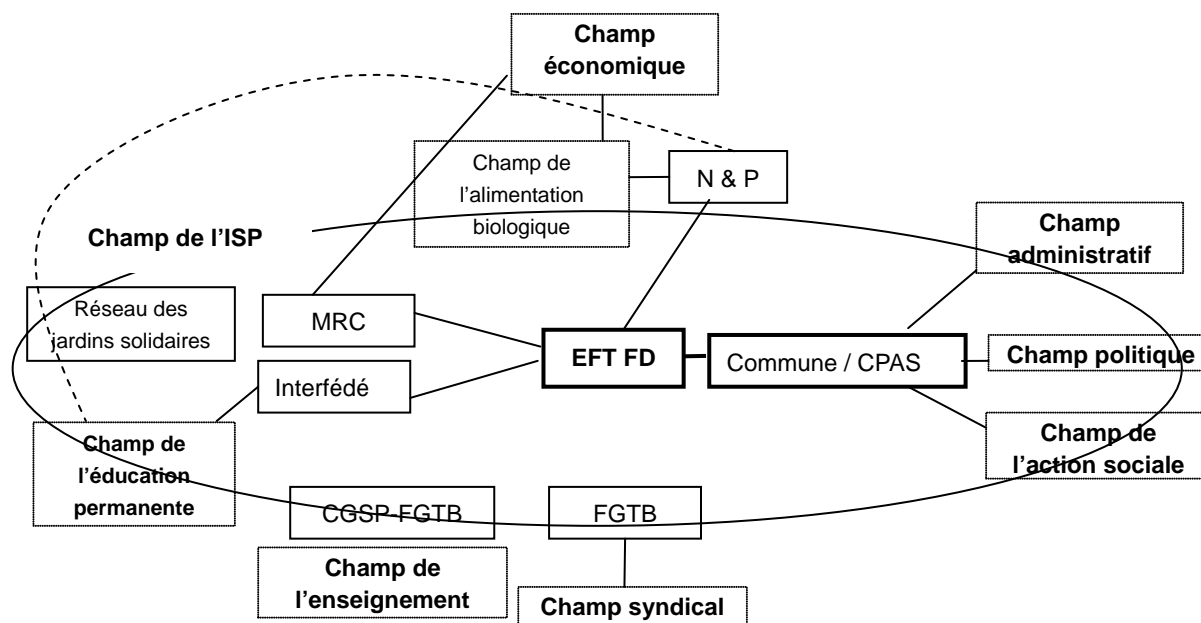 Champ
économique
Champ de
l’alimentation
biologique
N & P
Champ de l’ISP
Champ
administratif
Réseau des
jardins solidaires
MRC
EFT FD
Commune / CPAS
Champ politique
Interfédé
Champ de
l’éducation
permanente
Champ de
l’action sociale
CGSP-FGTB
FGTB
Champ de
l’enseignement
Champ syndical